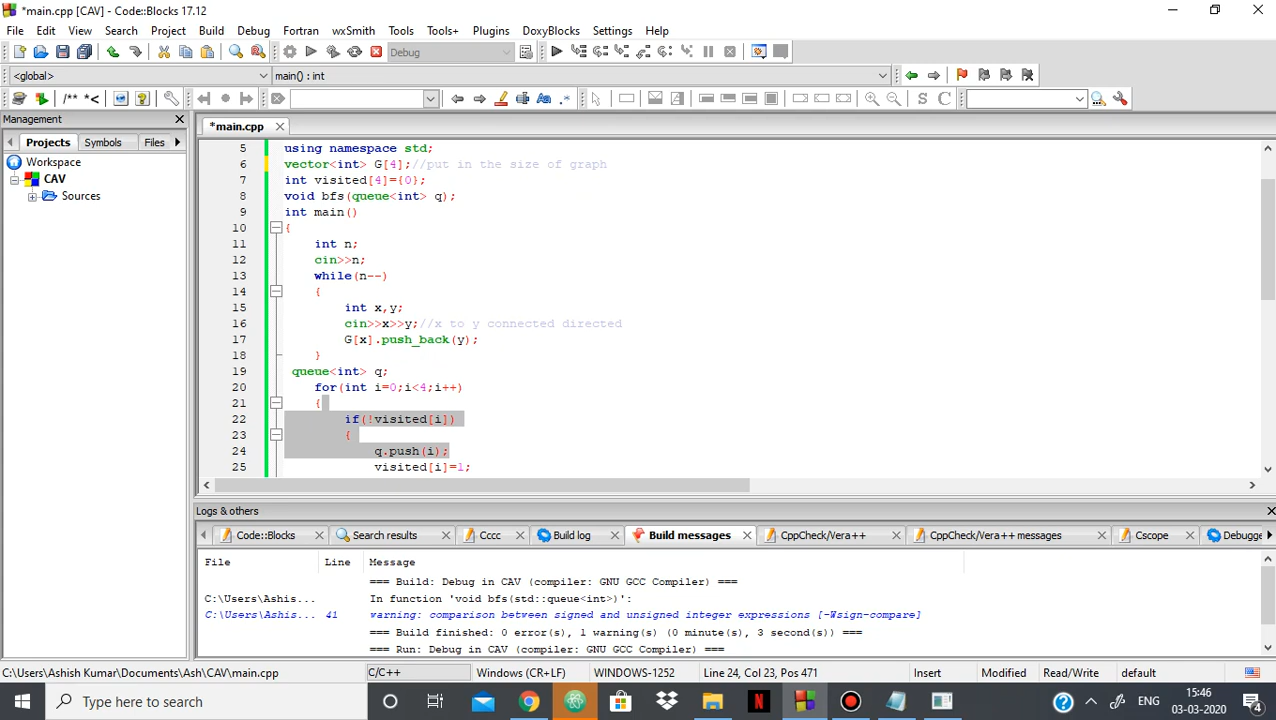 *main.cpp [CAV] - Code::Blocks 17.12
File Edit View Search Project Build Debug Fortran wxSmith Tools Tools+ Plugins DoxyBlocks Settings Help
Debug
<global> main() : int
/** *<
Management
Projects Symbols Files
Workspace
CAV
Sources
*main.cpp
5 using namespace std;
6 vector<int> G[4];//put in the size of graph
7 int visited[4]={0};
8 void bfs(queue<int> q);
9 int main()
10 {
11 int n;
12 cin>>n;
13 while(n--)
14 {
15 int x,y;
16 cin>>x>>y;//x to y connected directed
17 G[x].push_back(y);
18 }
19 queue<int> q;
20 for(int i=0;i<4;i++)
21 {
22 if(!visited[i])
23 {
24 q.push(i);
25 visited[i]=1;
Logs & others
Code::Blocks Search results Cccc Build log Build messages CppCheck/Vera++ CppCheck/Vera++ messages Cscope Debugge
File Line Message
=== Build: Debug in CAV (compiler: GNU GCC Compiler) ===
C:\Users\Ashis... In function 'void bfs(std::queue<int>)':
C:\Users\Ashis... 41 warning: comparison between signed and unsigned integer expressions [-Wsign-compare]
=== Build finished: 0 error(s), 1 warning(s) (0 minute(s), 3 second(s)) ===
=== Run: Debug in CAV (compiler: GNU GCC Compiler) ===
C:\Users\Ashish Kumar\Documents\Ash\CAV\main.cpp C/C++ Windows (CR+LF) WINDOWS-1252 Line 24, Col 23, Pos 471 Insert Modified Read/Write default
Type here to search
ENG
15:46
03-03-2020
4